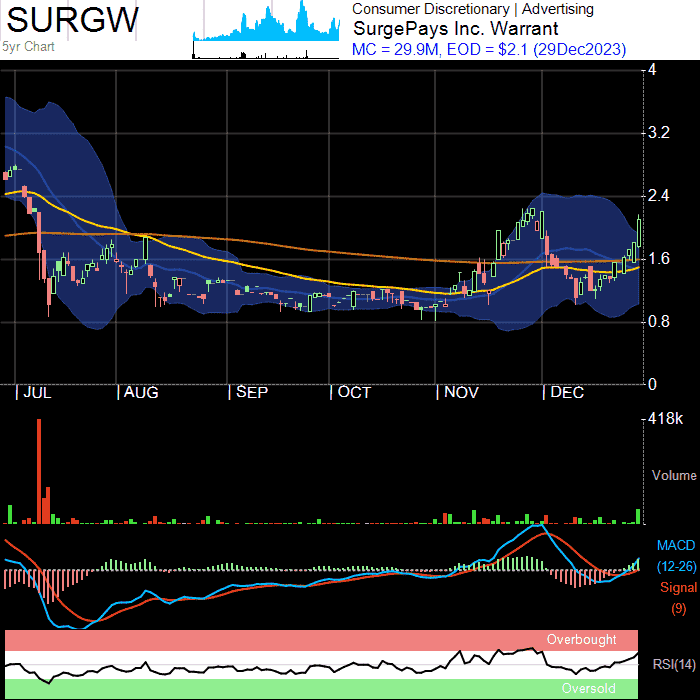 SURGW
5yr Chart
Consumer Discretionary | Advertising
SurgePays Inc. Warrant
MC = 29.9M, EOD = $2.1 (29Dec2023)
4
3.2
2.4
1.6
0.8
0
| JUL | AUG | SEP | OCT | NOV | DEC
418k
Volume
MACD
(12-26)
Signal
(9)
Overbought
RSI(14)
Oversold